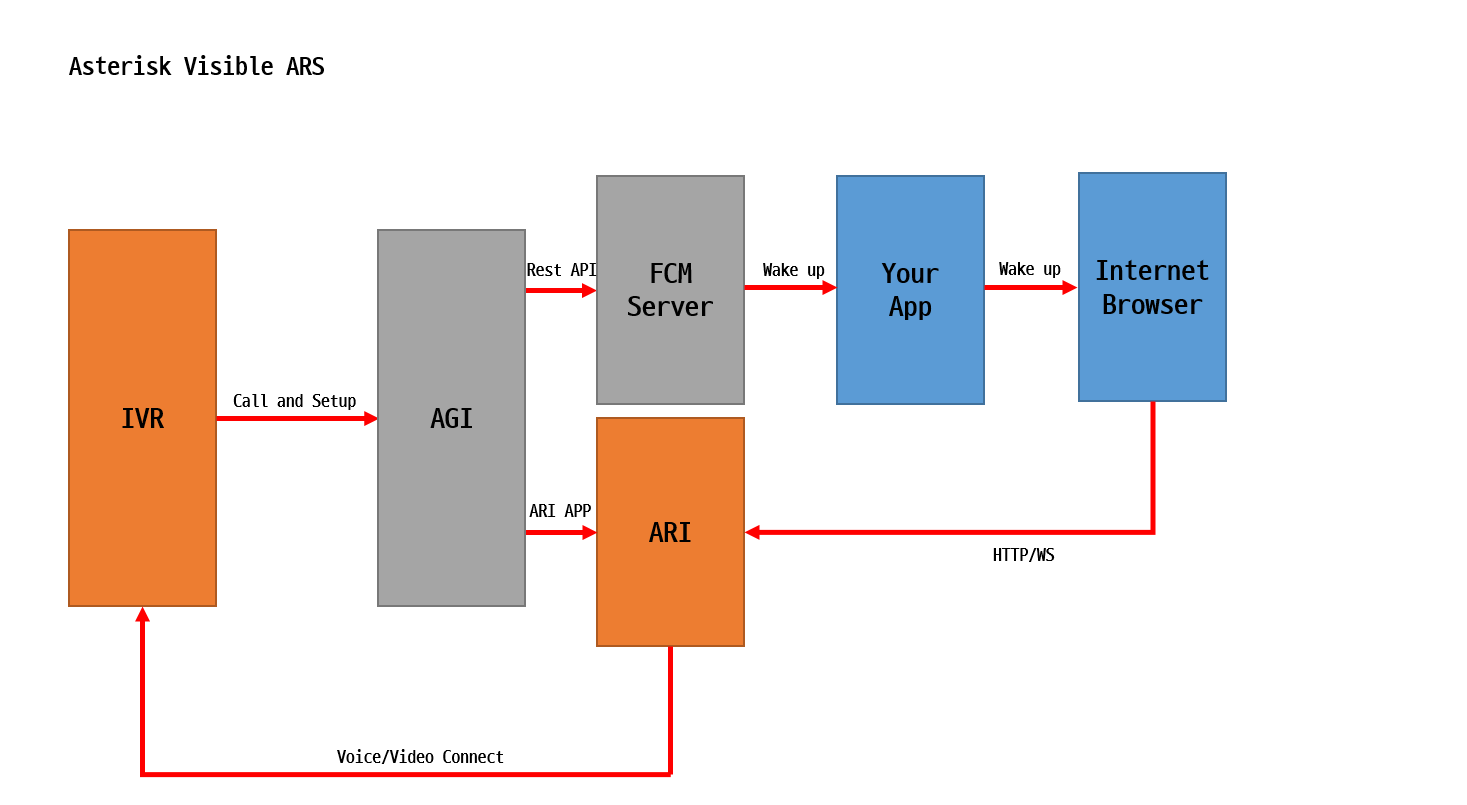 Asterisk Visible ARS
IVR
Call and Setup
AGI
Rest API
FCM
Server
Wake up
Your
App
Wake up
Internet
Browser
ARI APP
ARI
HTTP/WS
Voice/Video Connect